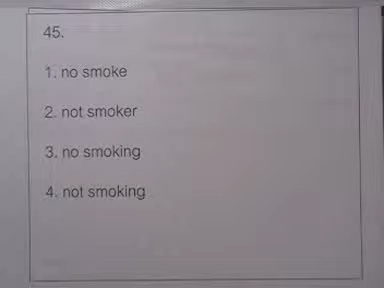 45.
1. no smoke
2. not smoker
3. no smoking
4. not smoking